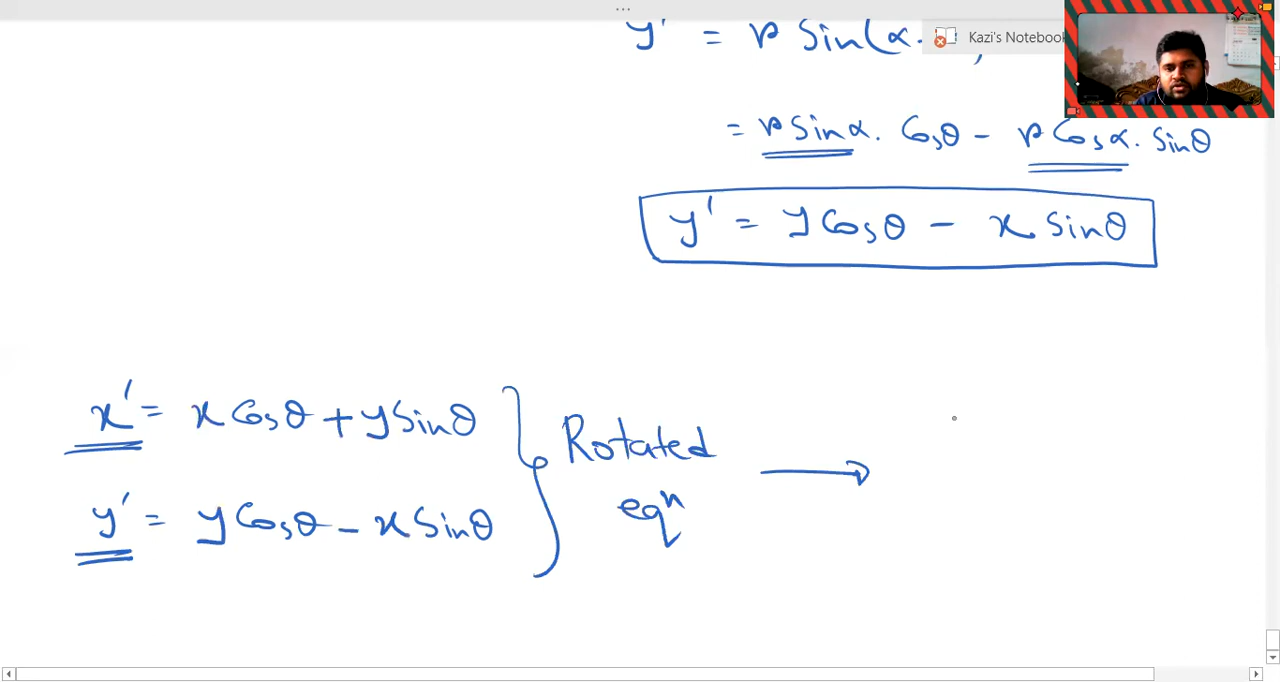 y' = r Sin(α-
Kazi's Notebook
= r Sinα. Cosθ - r Cosα. Sinθ
y' = y Cosθ - x Sinθ
x' = x Cosθ + y Sinθ
y' = y Cosθ - x Sinθ
Rotated
eqn